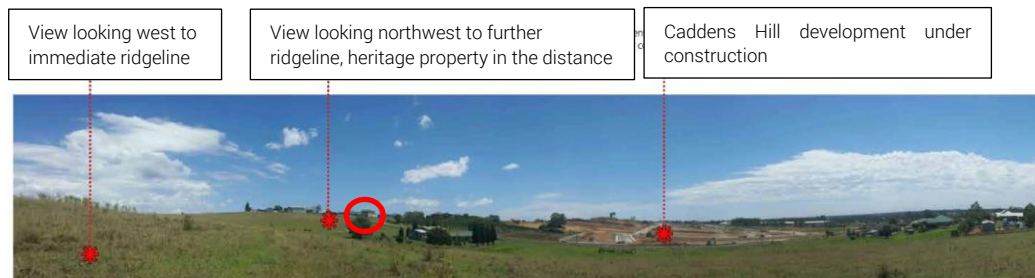 View looking west to
immediate ridgeline
View looking northwest to further
ridgeline, heritage property in the distance
Caddens Hill development under
construction